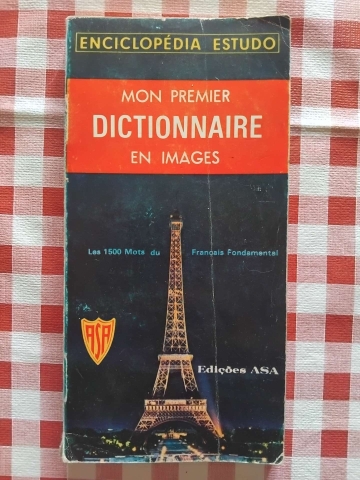 ENCICLOPÉDIA ESTUDO
MON PREMIER
DICTIONNAIRE
EN IMAGES
Les 1500 Mots du Français Fondamental
ASA
Edições ASA